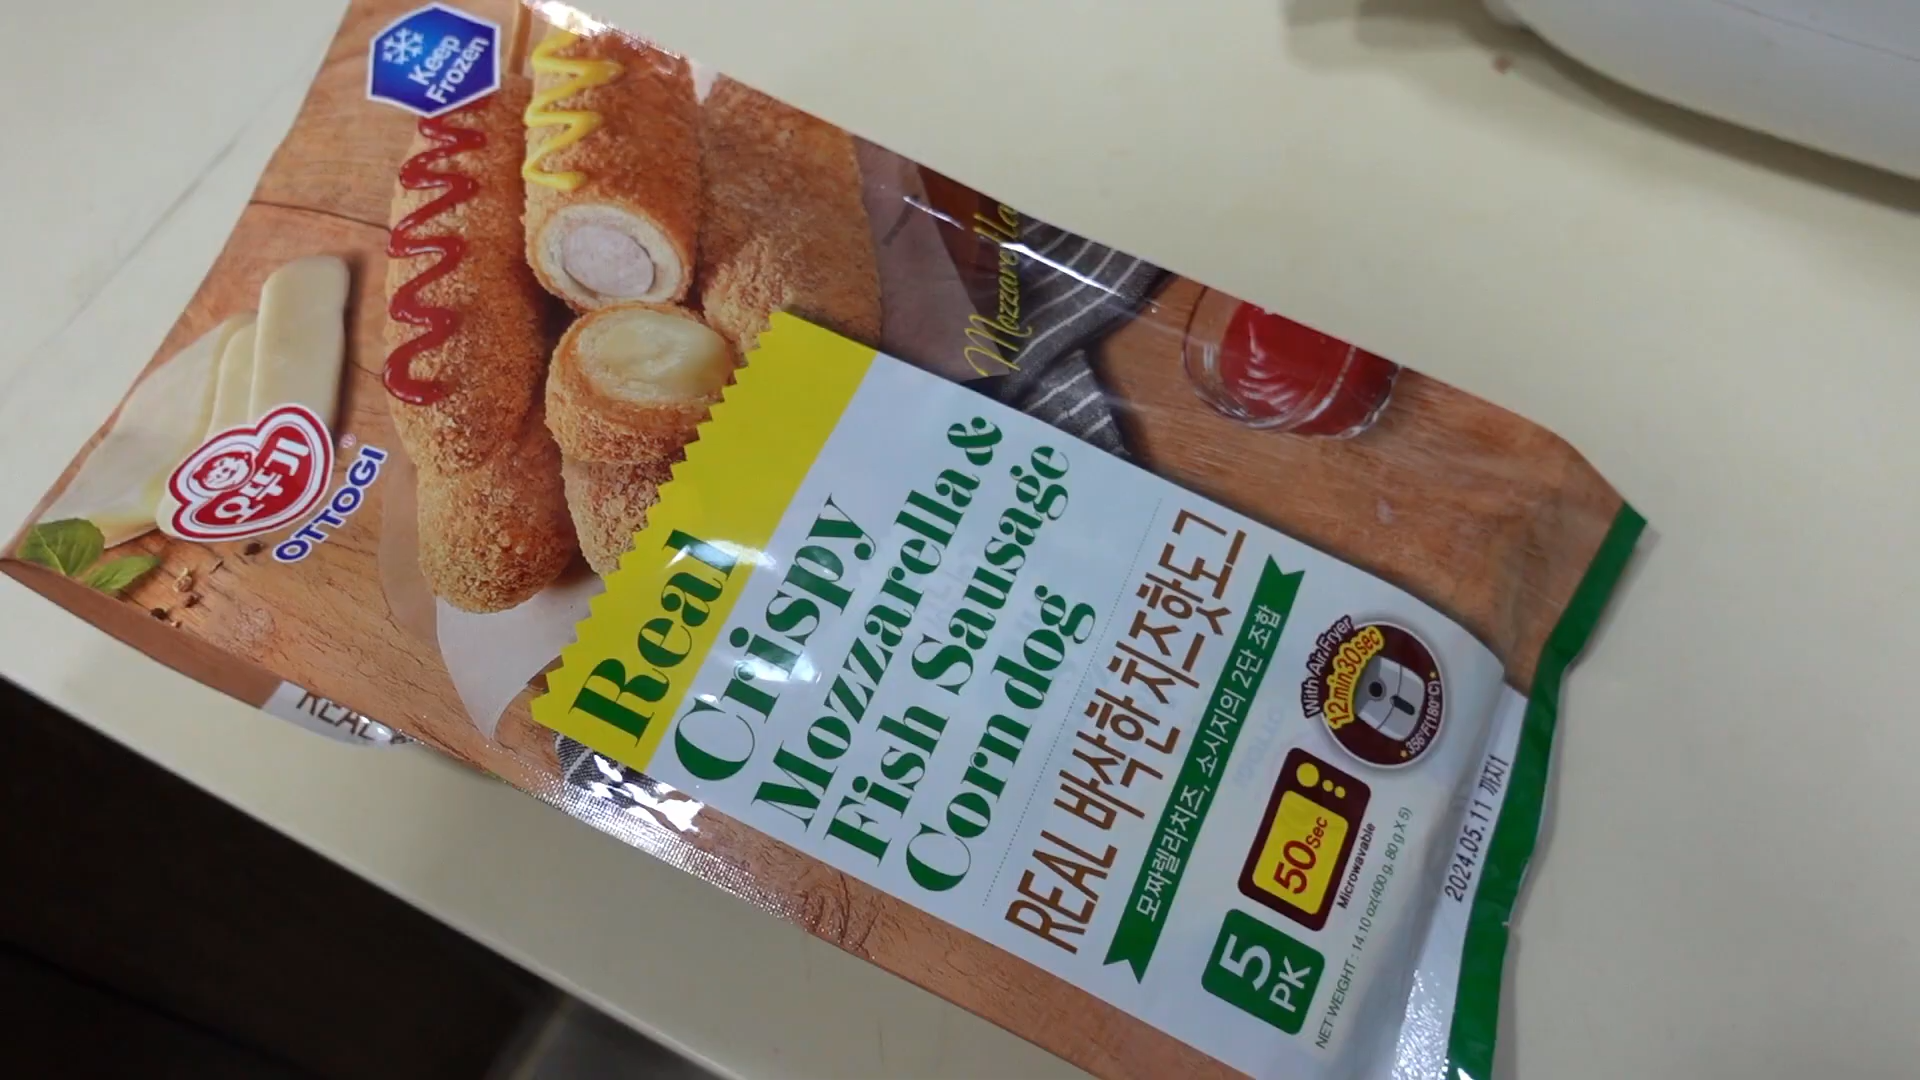 Keep
Frozen
오뚜기
OTTOGI
Mozzarella
Real
Crispy
Mozzarella &
Fish Sausage
Corn dog
REAL 바삭한 치즈핫도그
모짜렐라치즈, 소시지의 2단 조합
With Air Fryer
12min30sec
356°F(180°C)
50sec
Microwavable
5
PK
NET WEIGHT : 14.10 oz(400 g, 80 g X 5)
2024.05.11 까지1
REAL